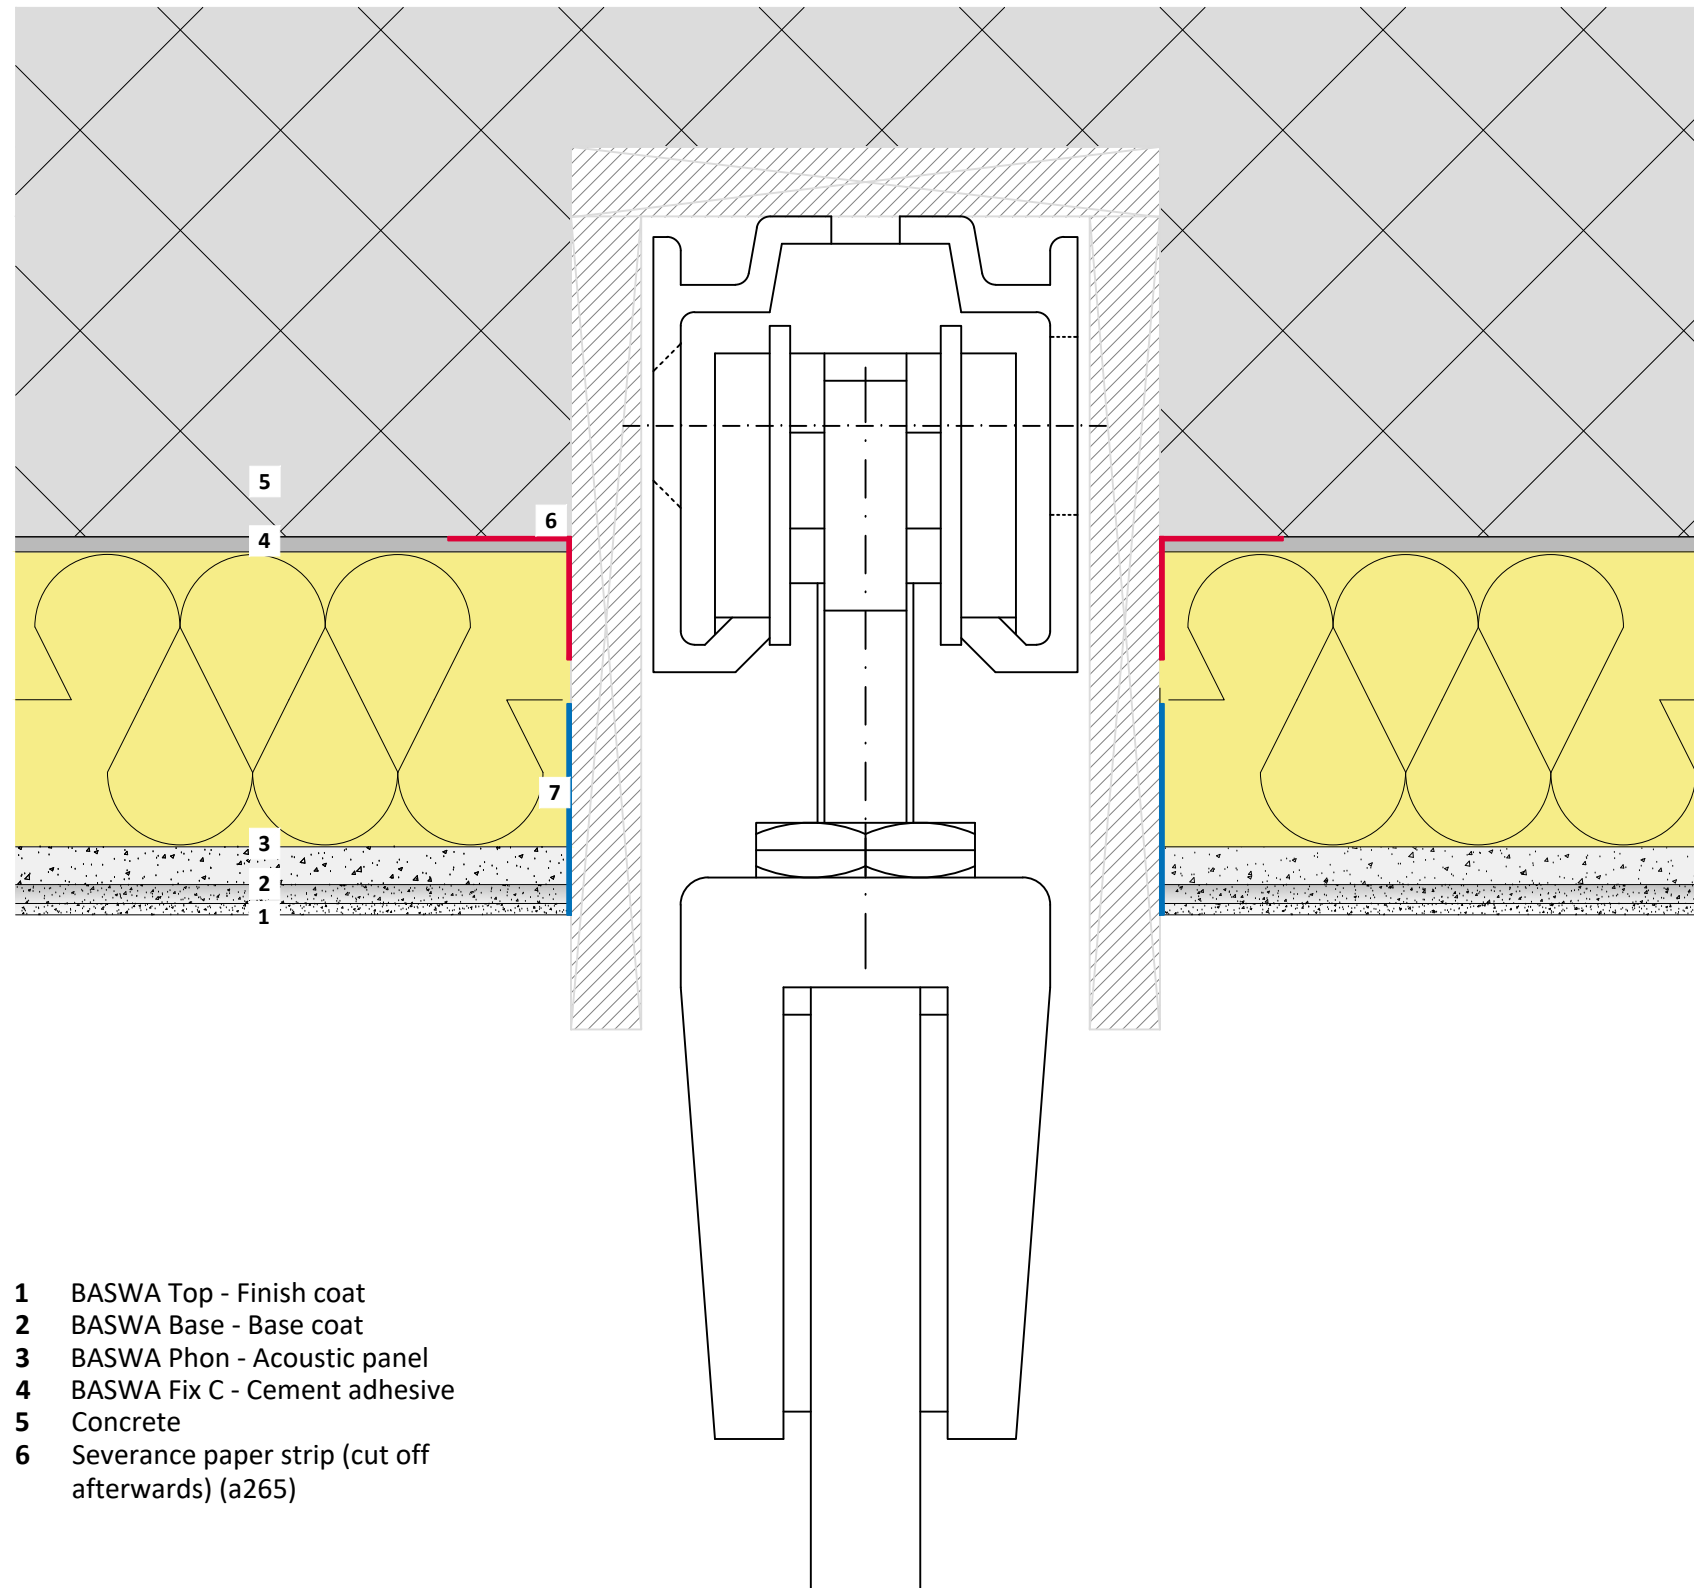 5
6
4
7
3
2
1
1 BASWA Top - Finish coat
2 BASWA Base - Base coat
3 BASWA Phon - Acoustic panel
4 BASWA Fix C - Cement adhesive
5 Concrete
6 Severance paper strip (cut off
afterwards) (a265)